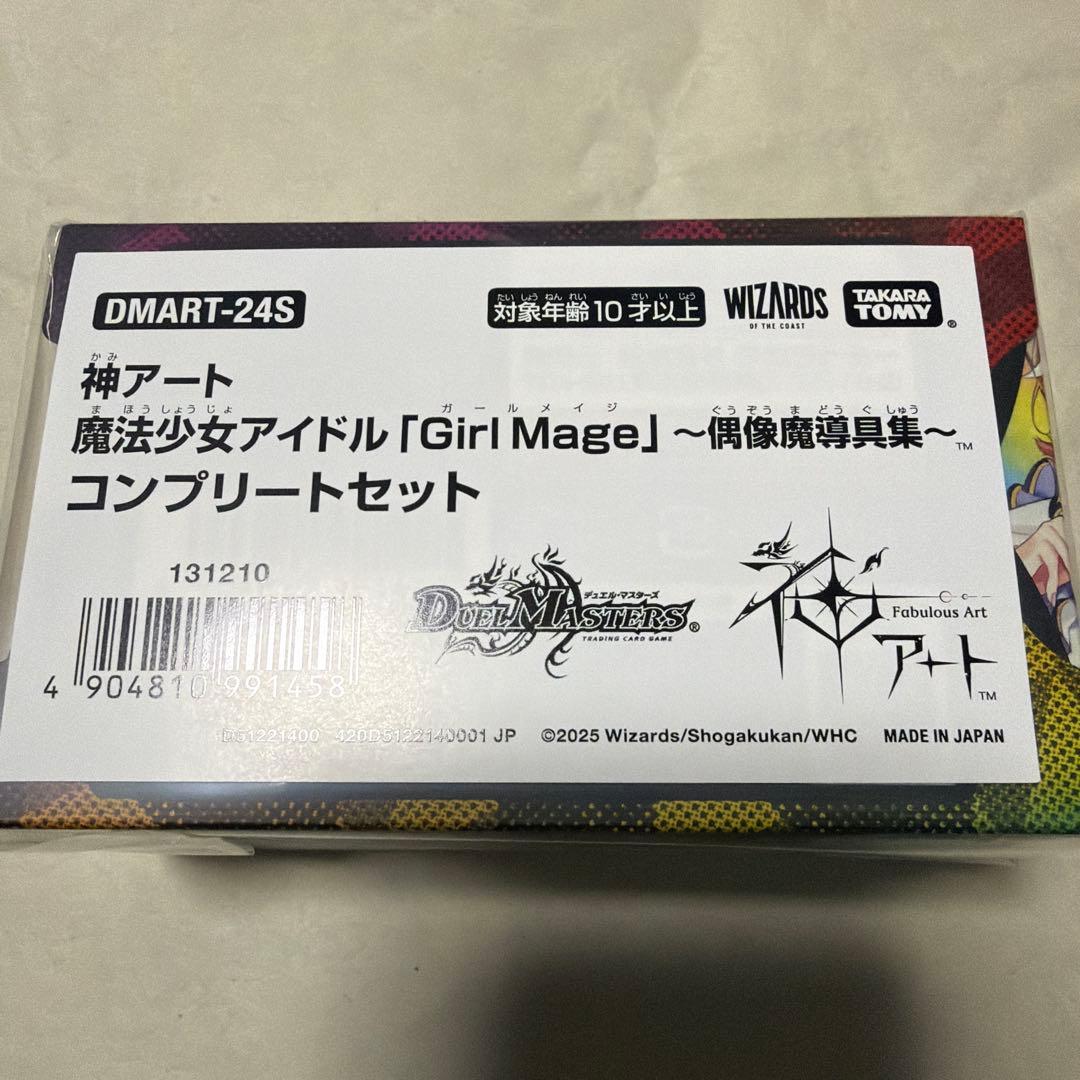 DMART-24S
たいしょうねんれい さいいじょう
対象年齢10才以上
WIZARDS
OF THE COAST
TAKARA
TOMY®
かみ
神アート
まほうしょうじょ ガールメイジ ぐうぞうまどうぐしゅう
魔法少女アイドル「Girl Mage」～偶像魔導具集～™
コンプリートセット
131210
4 904810 991458
デュエル・マスターズ
DUEL MASTERS®
TRADING CARD GAME
神
Fabulous Art
アート™
D51221400 420D5122140001 JP ©2025 Wizards/Shogakukan/WHC MADE IN JAPAN